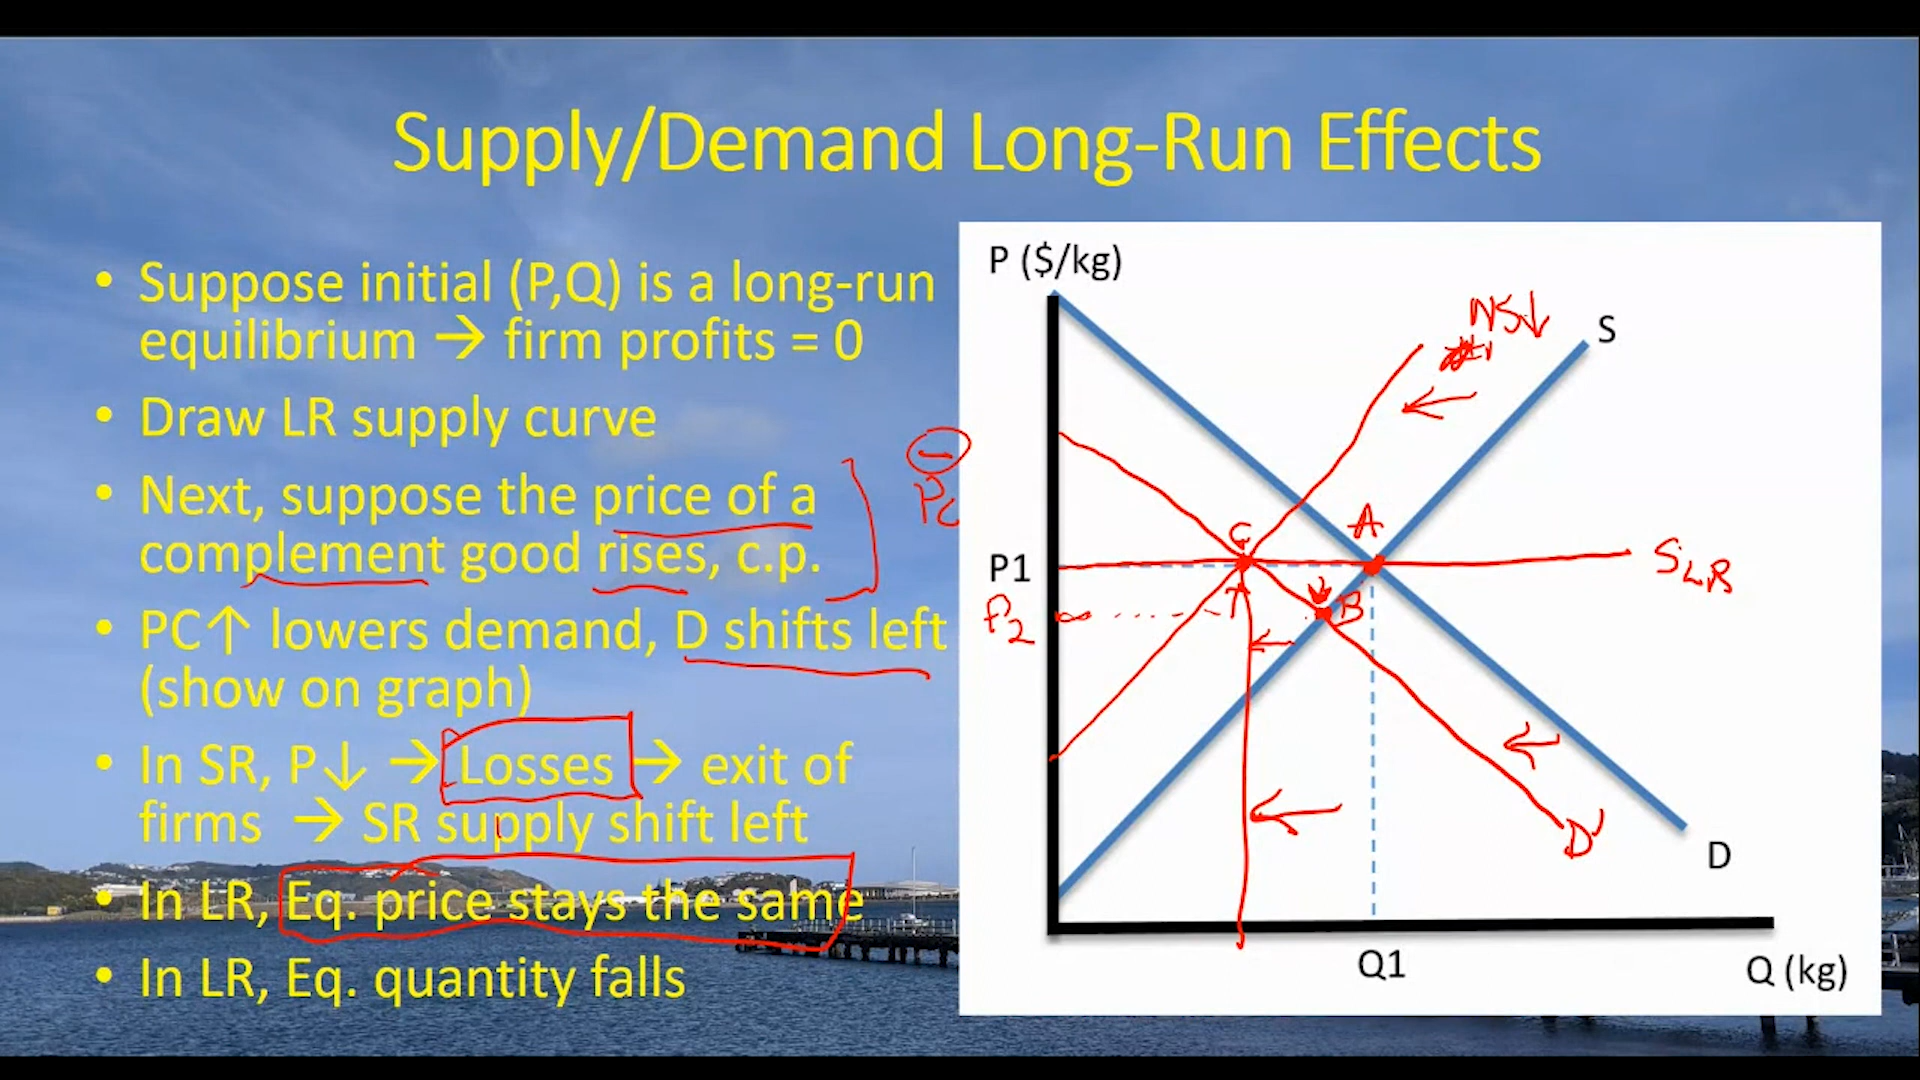 Supply/Demand Long-Run Effects
• Suppose initial (P,Q) is a long-run
equilibrium → firm profits = 0
• Draw LR supply curve
• Next, suppose the price of a
complement good rises, c.p.
• PC↑ lowers demand, D shifts left
(show on graph)
• In SR, P↓ → Losses → exit of
firms → SR supply shift left
• In LR, Eq. price stays the same
• In LR, Eq. quantity falls
Pc
P ($/kg)
S
A
C
P1
SLR
B
P2
D'
D
Q1
Q (kg)